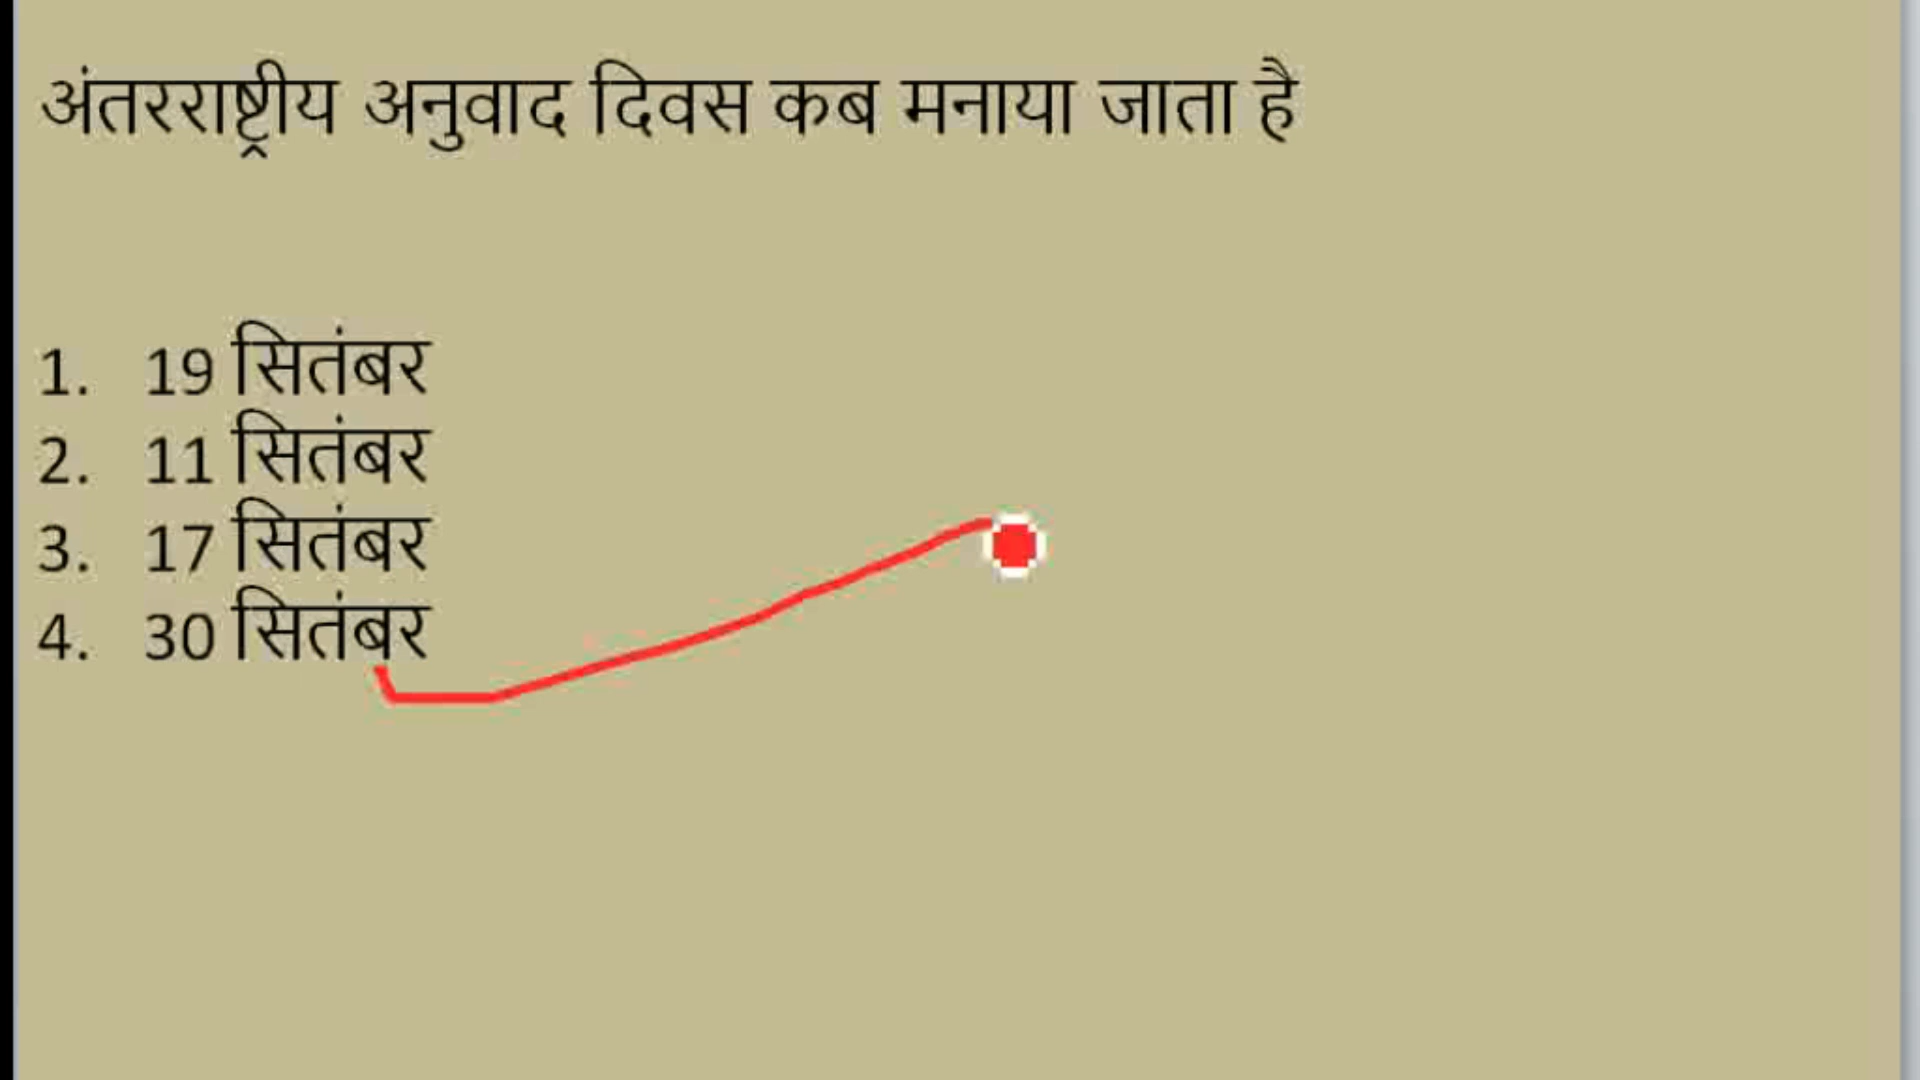 अंतरराष्ट्रीय अनुवाद दिवस कब मनाया जाता है
1. 19 सितंबर
2. 11 सितंबर
3. 17 सितंबर
4. 30 सितंबर